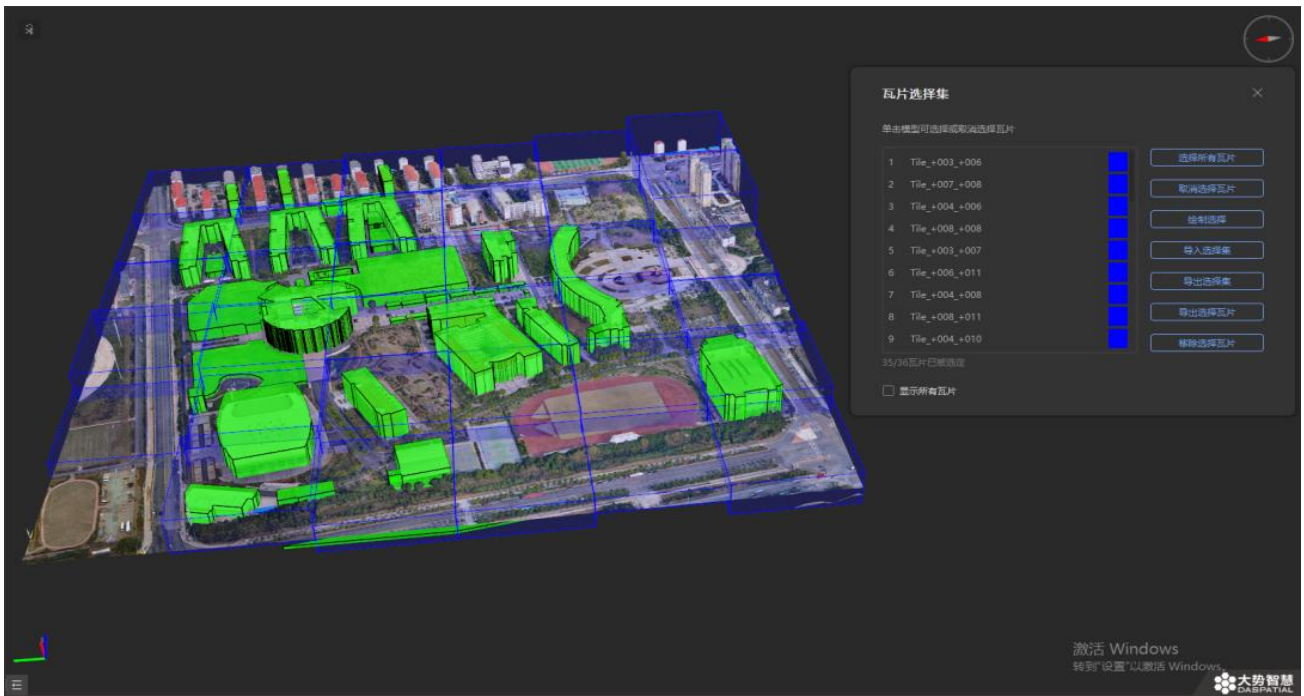 瓦片选择集
单击模型可选择或取消选择瓦片
1 Tile_+003_+006
2 Tile_+007_+008
3 Tile_+004_+006
4 Tile_+008_+008
5 Tile_+003_+007
6 Tile_+006_+011
7 Tile_+004_+008
8 Tile_+008_+011
9 Tile_+004_+010
选择所有瓦片
取消选择瓦片
绘制选择
导入选择集
导出选择集
导出选择瓦片
移除选择瓦片
35/36瓦片已被选定
显示所有瓦片
激活 Windows
转到"设置"以激活 Windows。
大势智慧
DASPATIAL